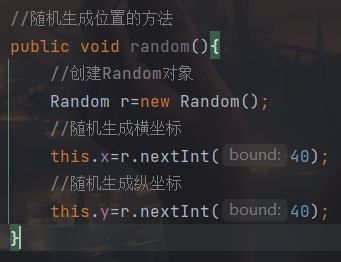 //随机生成位置的方法
public void random(){
//创建Random对象
Random r=new Random();
//随机生成横坐标
this.x=r.nextInt( bound: 40);
//随机生成纵坐标
this.y=r.nextInt( bound: 40);
}